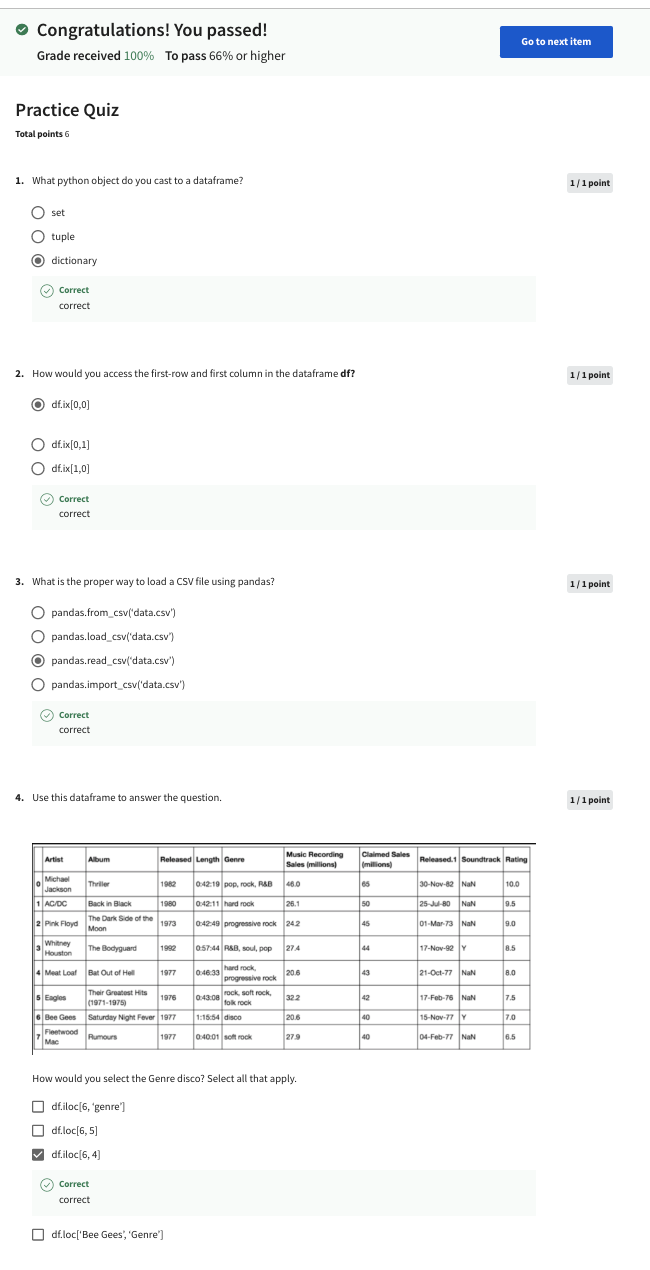 Congratulations! You passed!
Grade received 100% To pass 66% or higher
Go to next item
Practice Quiz
Total points 6
1. What python object do you cast to a dataframe?
1 / 1 point
set
tuple
dictionary
Correct
correct
2. How would you access the first-row and first column in the dataframe df?
1 / 1 point
df.ix[0,0]
df.ix[0,1]
df.ix[1,0]
Correct
correct
3. What is the proper way to load a CSV file using pandas?
1 / 1 point
pandas.from_csv(‘data.csv’)
pandas.load_csv(‘data.csv’)
pandas.read_csv(‘data.csv’)
pandas.import_csv(‘data.csv’)
Correct
correct
4. Use this dataframe to answer the question.
1 / 1 point
Artist Album Released Length Genre Music Recording Sales (millions) Claimed Sales (millions) Released.1 Soundtrack Rating
0 Michael Jackson Thriller 1982 0:42:19 pop, rock, R&B 46.0 65 30-Nov-82 NaN 10.0
1 AC/DC Back in Black 1980 0:42:11 hard rock 26.1 50 25-Jul-80 NaN 9.5
2 Pink Floyd The Dark Side of the Moon 1973 0:42:49 progressive rock 24.2 45 01-Mar-73 NaN 9.0
3 Whitney Houston The Bodyguard 1992 0:57:44 R&B, soul, pop 27.4 44 17-Nov-92 Y 8.5
4 Meat Loaf Bat Out of Hell 1977 0:46:33 hard rock, progressive rock 20.6 43 21-Oct-77 NaN 8.0
5 Eagles Their Greatest Hits (1971-1975) 1976 0:43:08 rock, soft rock, folk rock 32.2 42 17-Feb-76 NaN 7.5
6 Bee Gees Saturday Night Fever 1977 1:15:54 disco 20.6 40 15-Nov-77 Y 7.0
7 Fleetwood Mac Rumours 1977 0:40:01 soft rock 27.9 40 04-Feb-77 NaN 6.5
How would you select the Genre disco? Select all that apply.
df.iloc[6, ‘genre’]
df.loc[6, 5]
df.iloc[6, 4]
Correct
correct
df.loc[‘Bee Gees’, ‘Genre’]